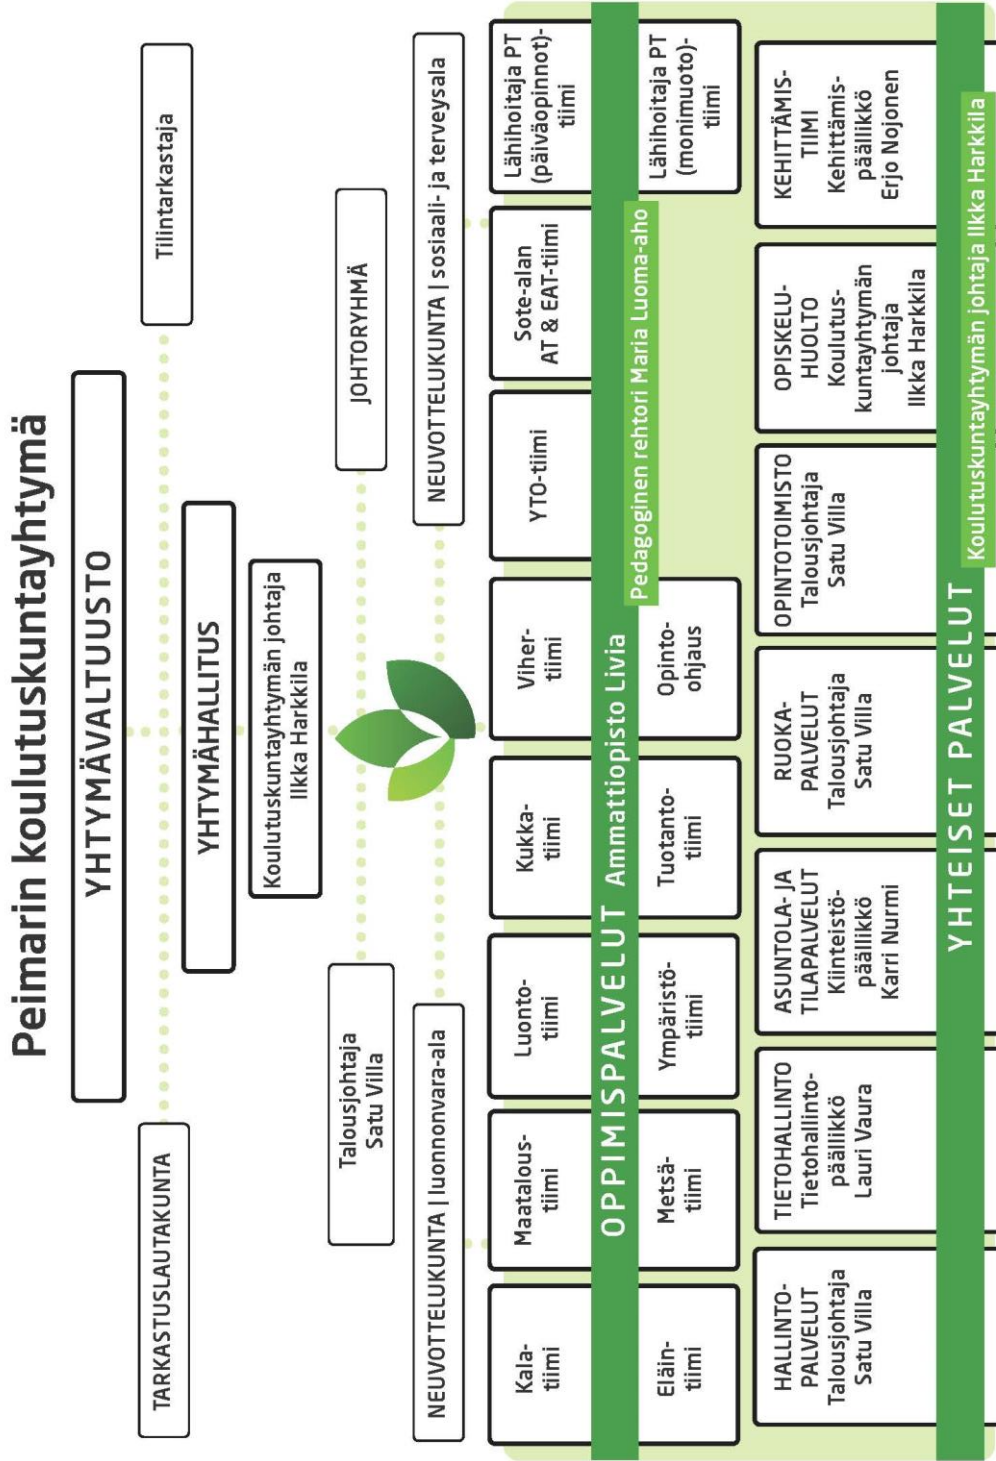 Peimarin koulutuskuntayhtymä
YHTYMÄVALTUUSTO
TARKASTUSLAUTAKUNTA
Tilintarkastaja
YHTYMÄHALLITUS
Koulutuskuntayhtymän johtaja
Ilkka Harkkila
Talousjohtaja
Satu Villa
JOHTORYHMÄ
NEUVOTTELUKUNTA | luonnonvara-ala
NEUVOTTELUKUNTA | sosiaali- ja terveysala
Kala-
tiimi
Maatalous-
tiimi
Luonto-
tiimi
Kukka-
tiimi
Viher-
tiimi
YTO-tiimi
Sote-alan
AT & EAT-tiimi
Lähihoitaja PT
(päiväopinnot)-
tiimi
OPPIMISPALVELUT Ammattiopisto Livia
Pedagoginen rehtori Maria Luoma-aho
Eläin-
tiimi
Metsä-
tiimi
Ympäristö-
tiimi
Tuotanto-
tiimi
Opinto-
ohjaus
Lähihoitaja PT
(monimuoto)-
tiimi
HALLINTO-
PALVELUT
Talousjohtaja
Satu Villa
TIETOHALLINTO
Tietohallinto-
päällikkö
Lauri Vaura
ASUNTOLA- JA
TILAPALVELUT
Kiinteistö-
päällikkö
Karri Nurmi
RUOKA-
PALVELUT
Talousjohtaja
Satu Villa
OPINTOTOIMISTO
Talousjohtaja
Satu Villa
OPISKELU-
HUOLTO
Koulutus-
kuntayhtymän
johtaja
Ilkka Harkkila
KEHITTÄMIS-
TIIMI
Kehittämis-
päällikkö
Erjo Nojonen
YHTEISET PALVELUT
Koulutuskuntayhtymän johtaja Ilkka Harkkila